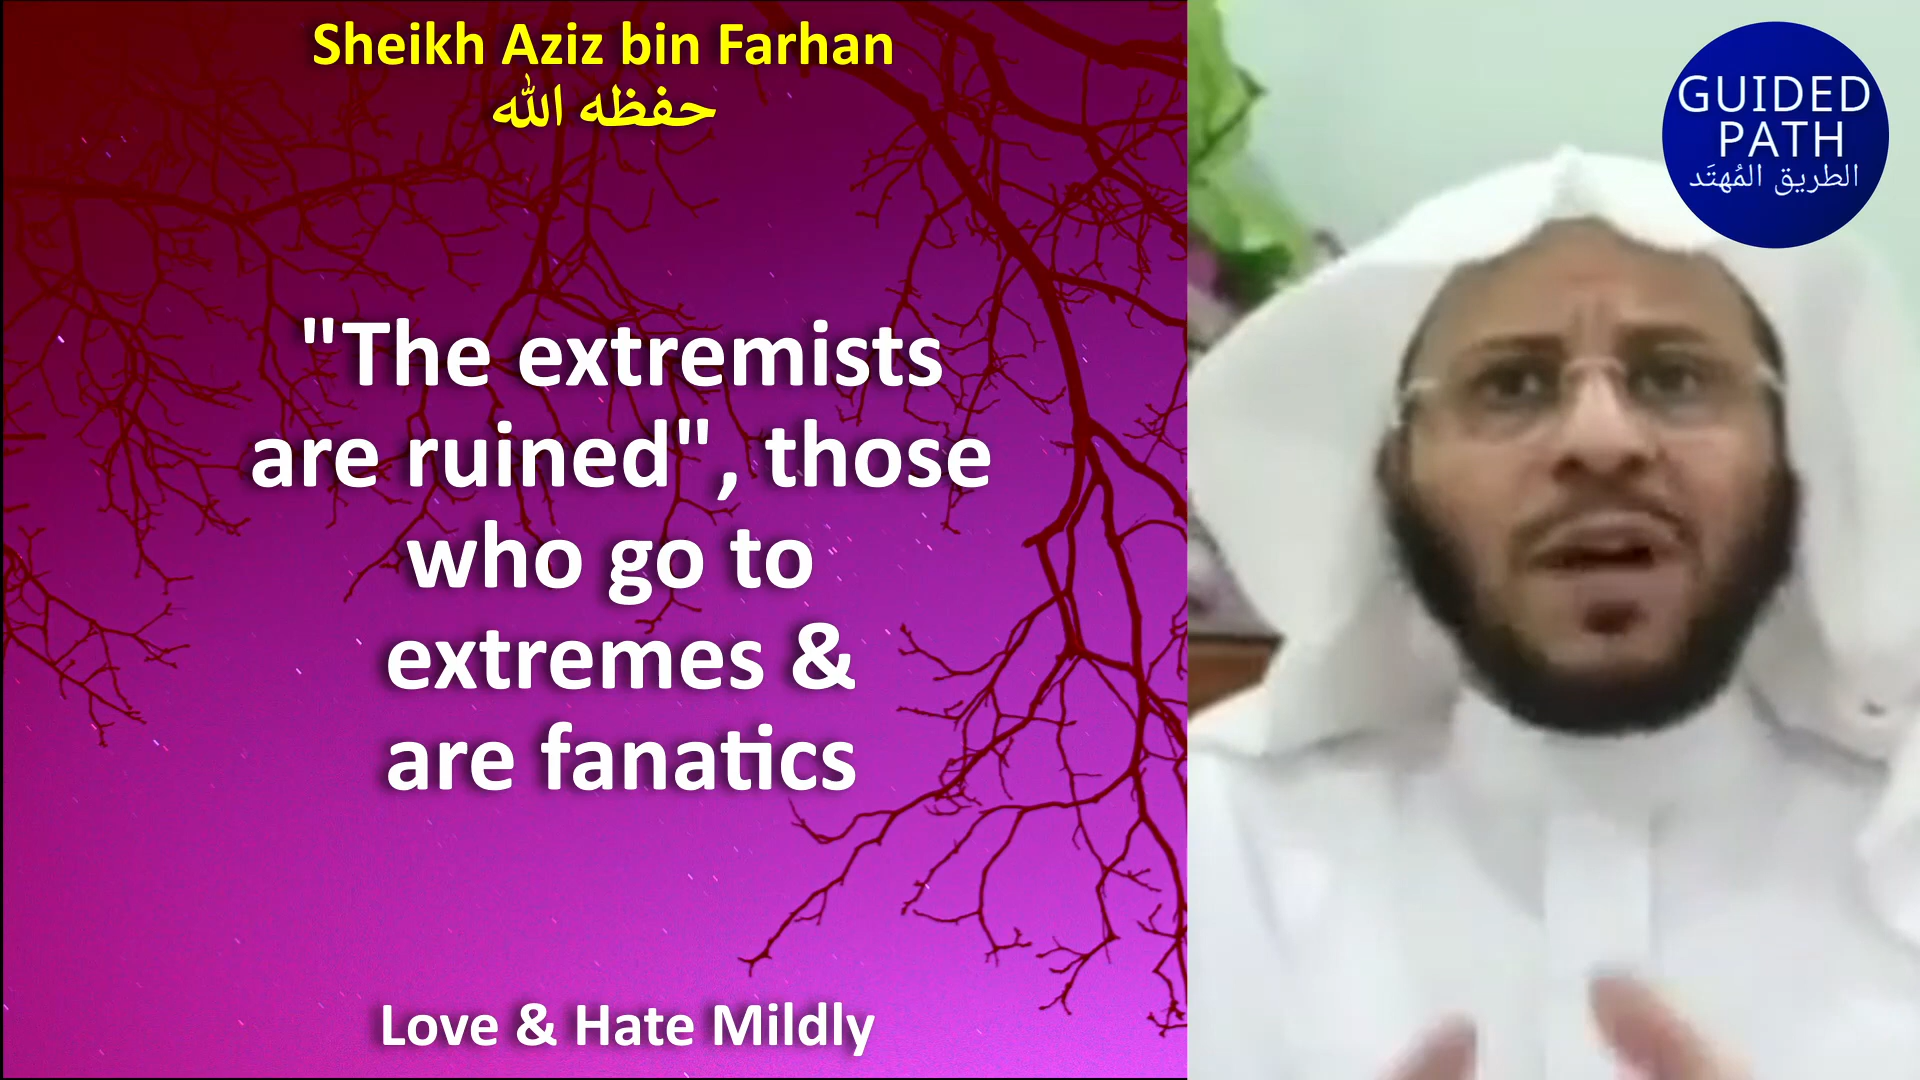 Sheikh Aziz bin Farhan
حفظه الله
"The extremists
are ruined", those
who go to
extremes &
are fanatics
Love & Hate Mildly
GUIDED
PATH
الطريق المُهتَد